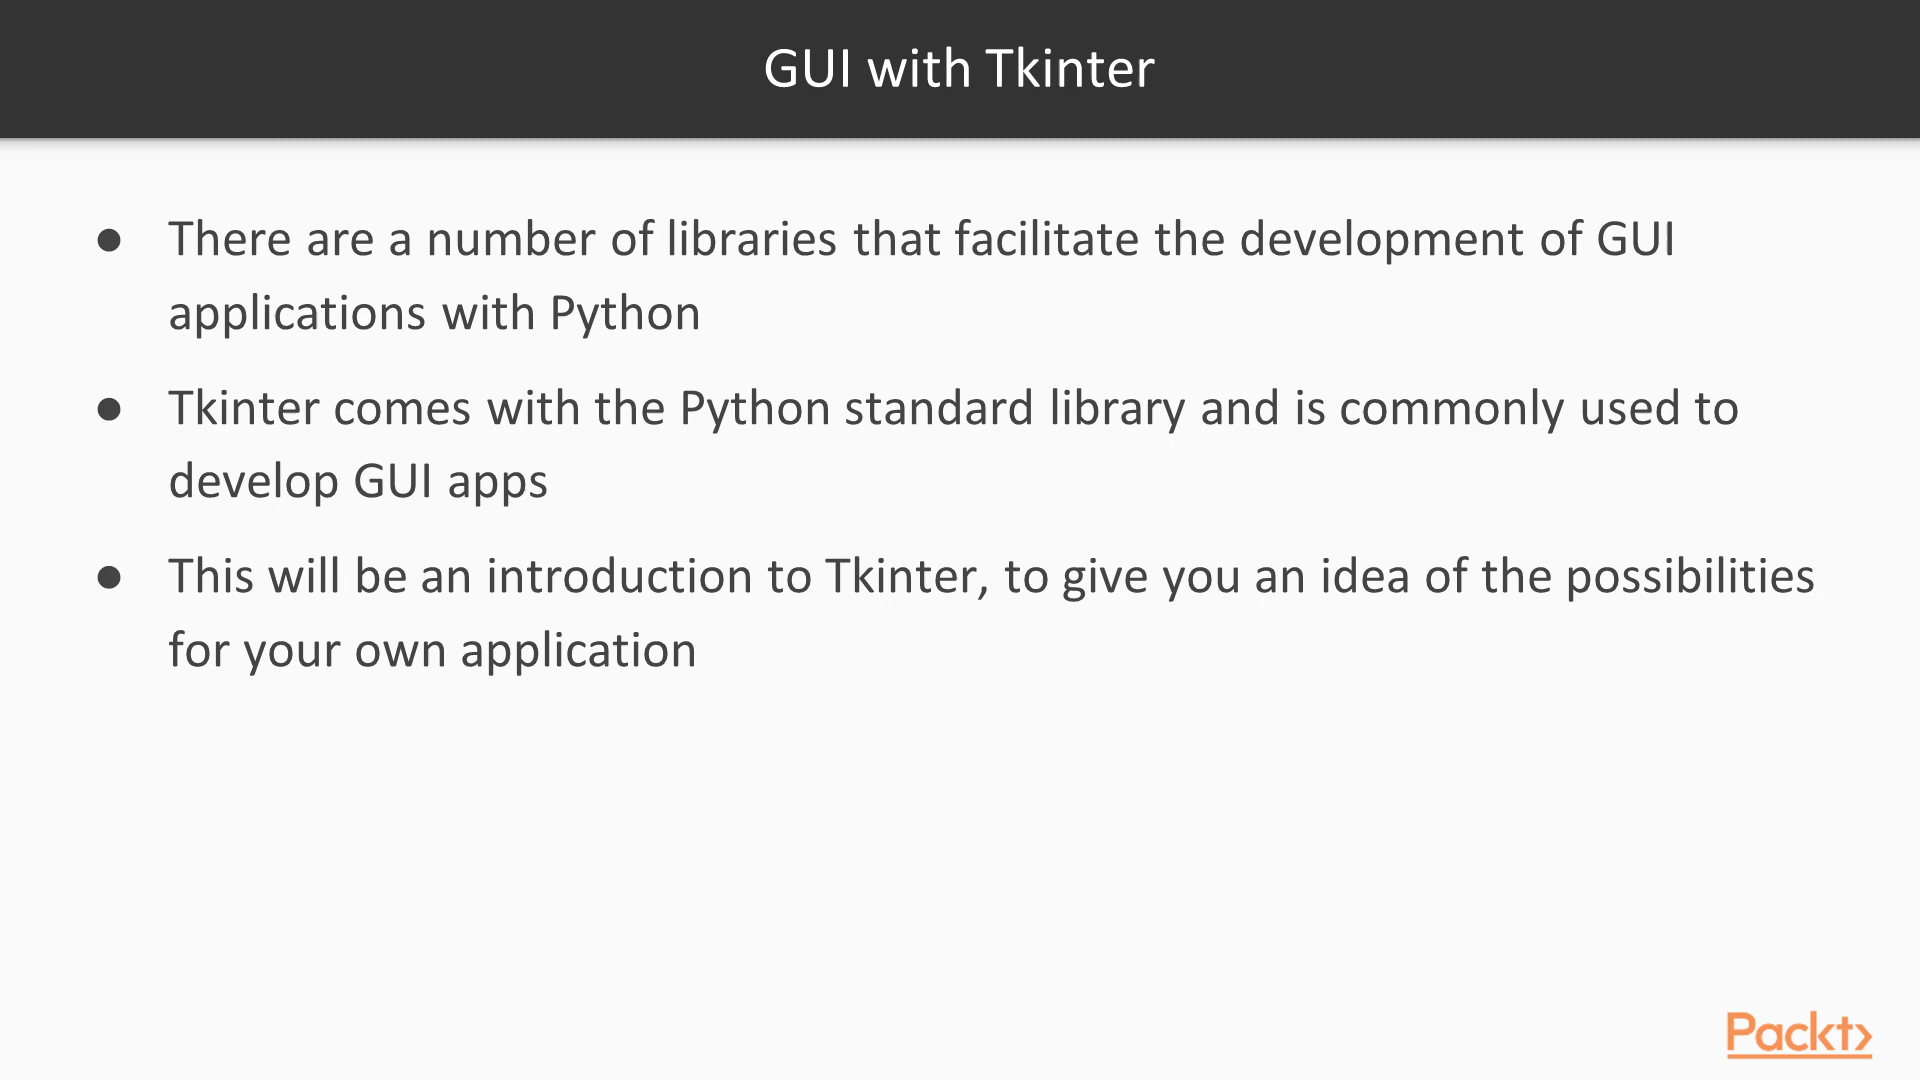 GUI with Tkinter
● There are a number of libraries that facilitate the development of GUI
applications with Python
● Tkinter comes with the Python standard library and is commonly used to
develop GUI apps
● This will be an introduction to Tkinter, to give you an idea of the possibilities
for your own application
Packt>